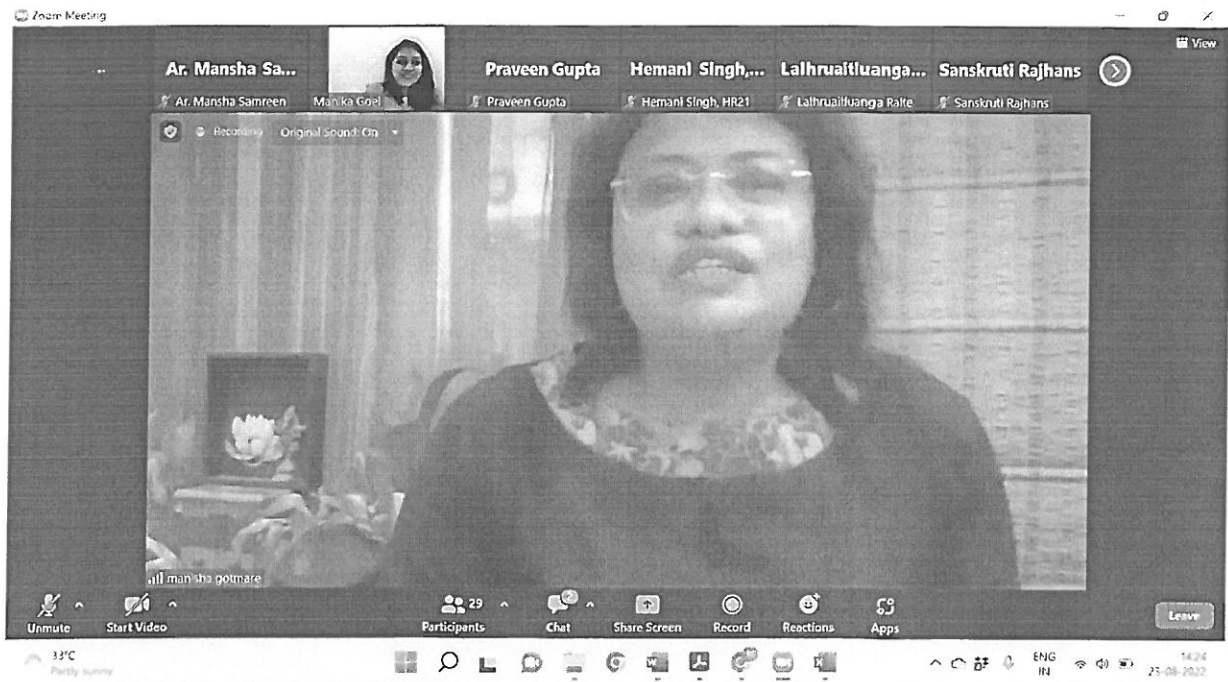 Zoom Meeting
View
Ar. Mansha Sa...
Praveen Gupta
Hemani Singh,...
Lalhruaitluanga...
Sanskruti Rajhans
Ar. Mansha Samreen
Manika Goel
Praveen Gupta
Hemani Singh, HR21
Lalhruaitluanga Ralte
Sanskruti Rajhans
Recording
Original Sound: On
manisha gotmare
29
Unmute
Start Video
Participants
Chat
Share Screen
Record
Reactions
Apps
Leave
33°C
Partly sunny
ENG
IN
14:24
25-08-2022